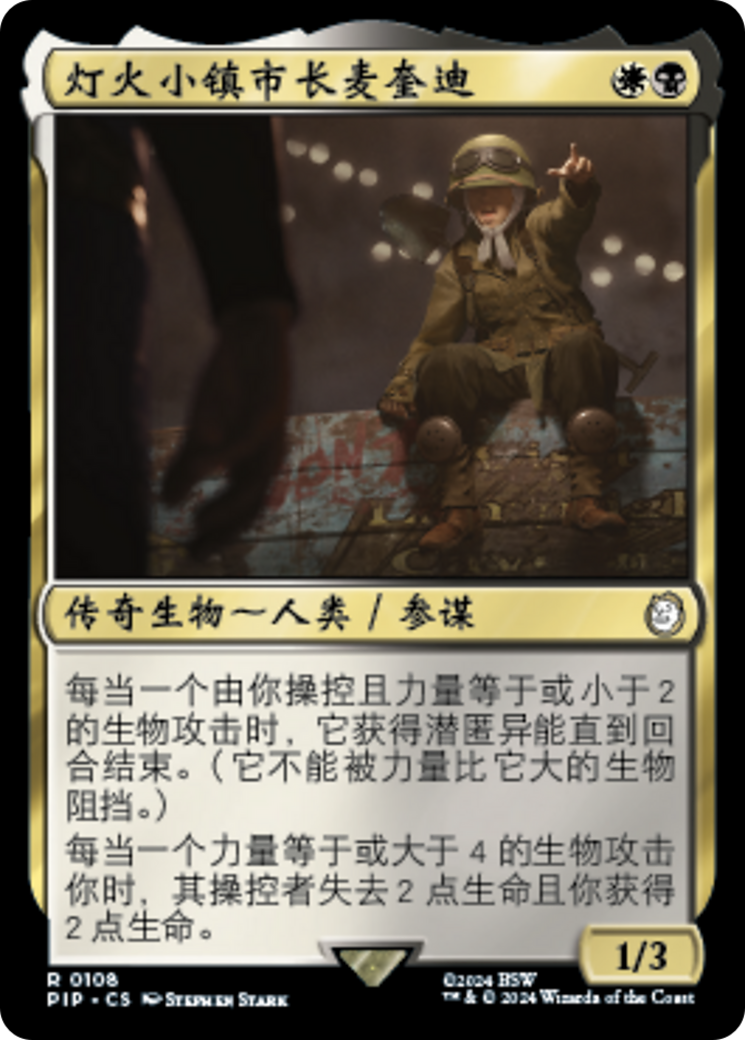 灯火小镇市长麦奎迪
传奇生物～人类 / 参谋
每当一个由你操控且力量等于或小于2
的生物攻击时，它获得潜匿异能直到回
合结束。（它不能被力量比它大的生物
阻挡。）
每当一个力量等于或大于 4 的生物攻击
你时，其操控者失去2 点生命且你获得
2 点生命。
1/3
R 0108
PIP • CS STEPHEN STARK
©2024 BSW
™ & © 2024 Wizards of the Coast